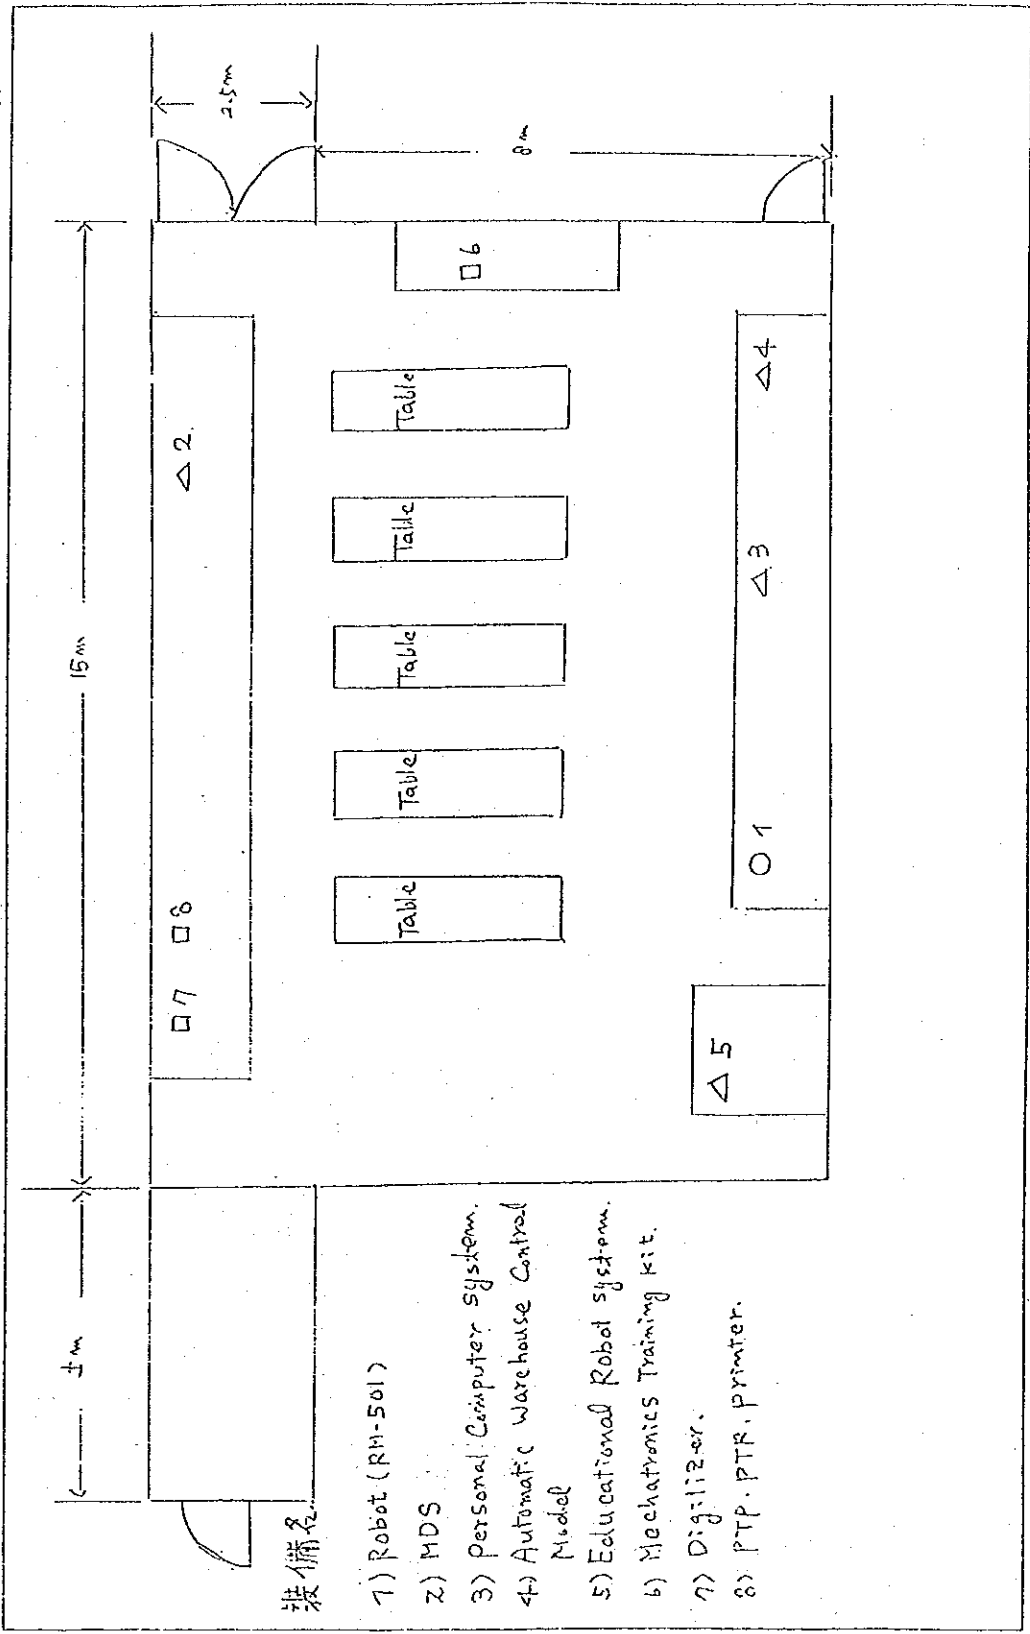 15m
2.5m
8m
□7 □8
△2.
Table
Table
Table
Table
Table
□6
△5
○1
△3
△4
装備名.
1) Robot (RM-501)
2) MDS
3) Personal Computer system.
4) Automatic Warehouse Control
Model
5) Educational Robot system.
6) Mechatronics Training kit.
7) Digilizer.
8) PTP. PTR. printer.